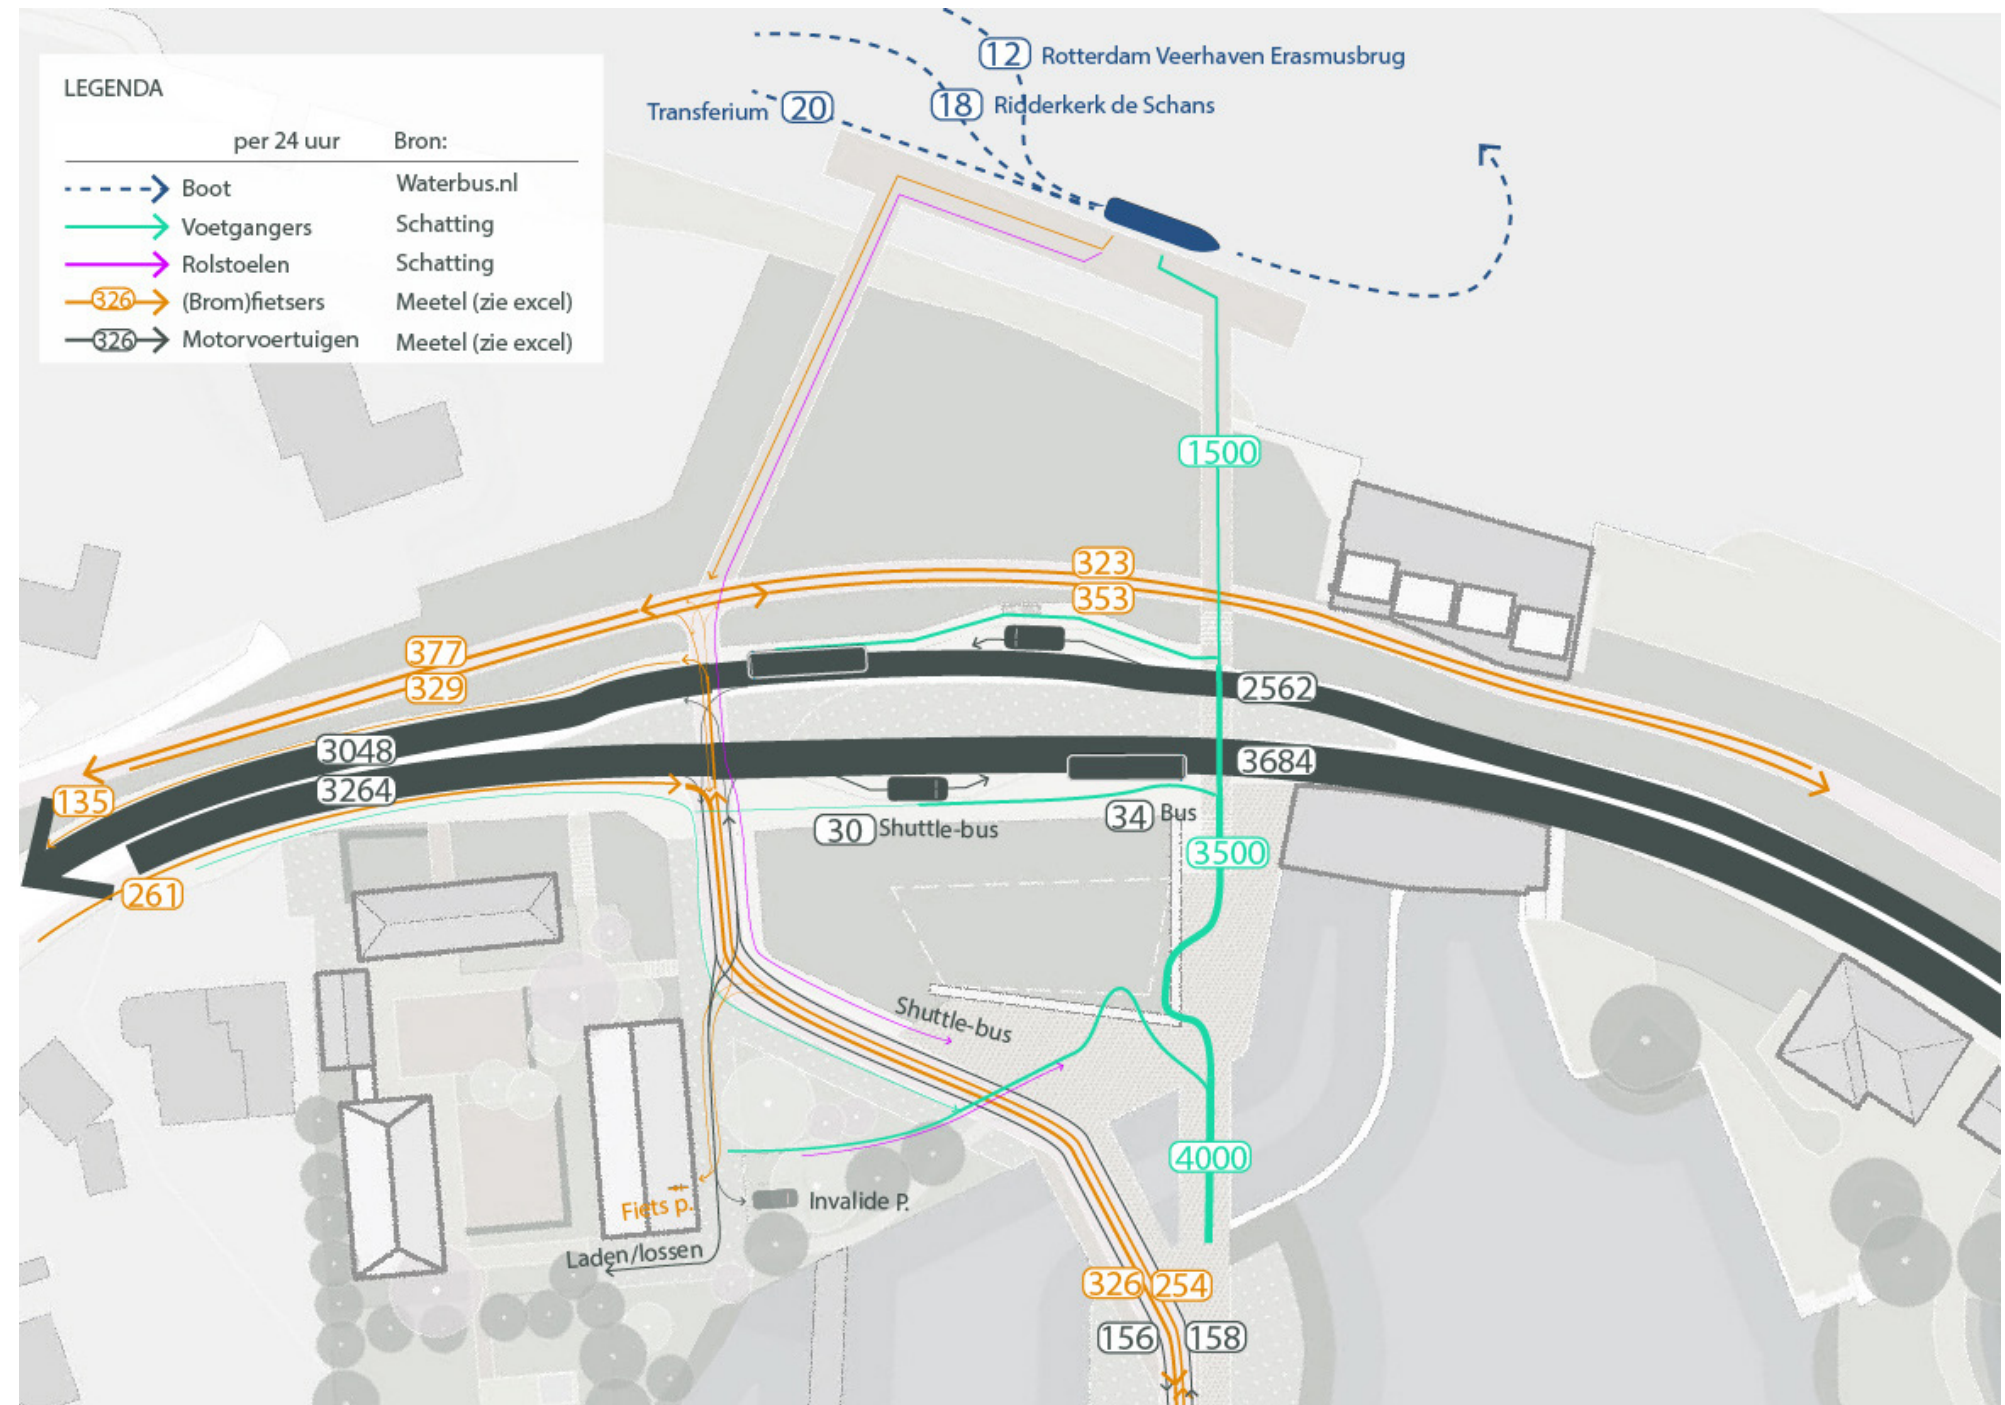 LEGENDA
per 24 uur Bron:
Boot Waterbus.nl
Voetgangers Schatting
Rolstoelen Schatting
326 (Brom)fietsers Meetel (zie excel)
326 Motorvoertuigen Meetel (zie excel)
12 Rotterdam Veerhaven Erasmusbrug
18 Ridderkerk de Schans
Transferium 20
1500
323
353
377
329
2562
3048
3684
3264
135
30 Shuttle-bus
34 Bus
3500
261
Shuttle-bus
4000
Fiets p.
Invalide P.
Laden/lossen
326 254
156 158